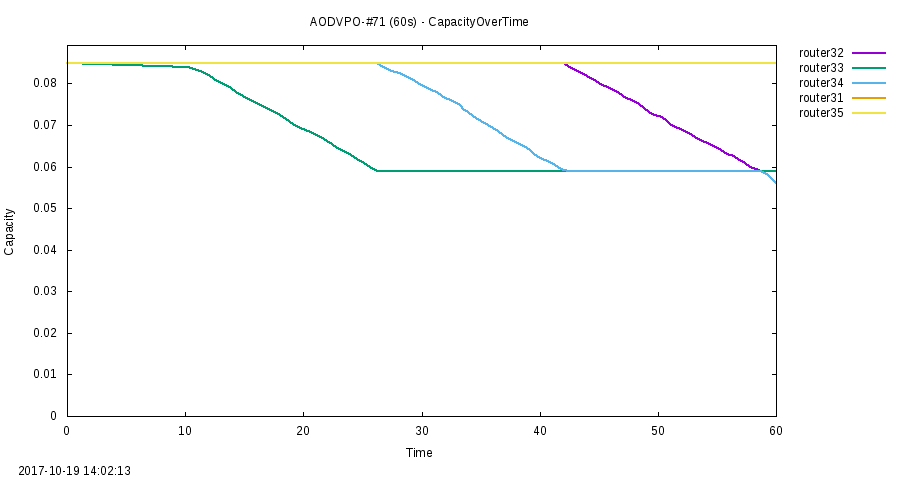 AODVPO-#71 (60s) - CapacityOverTime
router32
router33
router34
router31
router35
0.08
0.07
0.06
0.05
0.04
0.03
0.02
0.01
0
Capacity
0 10 20 30 40 50 60
Time
2017-10-19 14:02:13